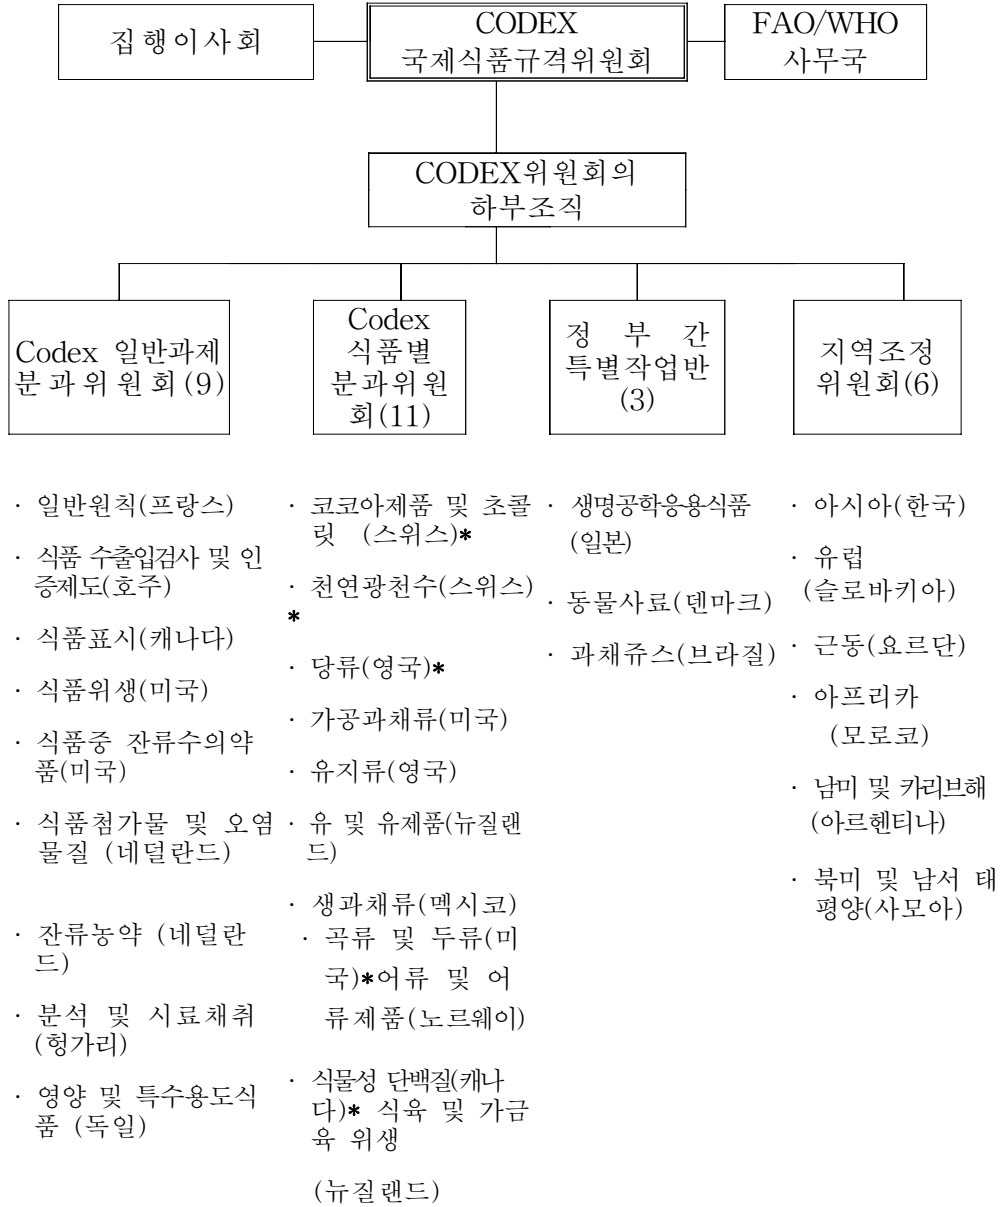 집행이사회
CODEX
국제식품규격위원회
FAO/WHO
사무국
CODEX위원회의
하부조직
Codex 일반과제
분과위원회(9)
Codex
식품별
분과위원
회(11)
정 부 간
특별작업반
(3)
지역조정
위원회(6)
· 일반원칙(프랑스)
· 식품 수출입검사 및 인
증제도(호주)
· 식품표시(캐나다)
· 식품위생(미국)
· 식품중 잔류수의약
품(미국)
· 식품첨가물 및 오염
물질 (네덜란드)
· 잔류농약 (네덜란
드)
· 분석 및 시료채취
(헝가리)
· 영양 및 특수용도식
품 (독일)
· 코코아제품 및 초콜
릿 (스위스)*
· 천연광천수(스위스)
*
· 당류(영국)*
· 가공과채류(미국)
· 유지류(영국)
· 유 및 유제품(뉴질랜
드)
· 생과채류(멕시코)
· 곡류 및 두류(미
국)*어류 및 어
류제품(노르웨이)
· 식물성 단백질(캐나
다)* 식육 및 가금
육 위생
(뉴질랜드)
· 생명공학응용식품
(일본)
· 동물사료(덴마크)
· 과채쥬스(브라질)
· 아시아(한국)
· 유럽
(슬로바키아)
· 근동(요르단)
· 아프리카
(모로코)
· 남미 및 카리브해
(아르헨티나)
· 북미 및 남서 태
평양(사모아)